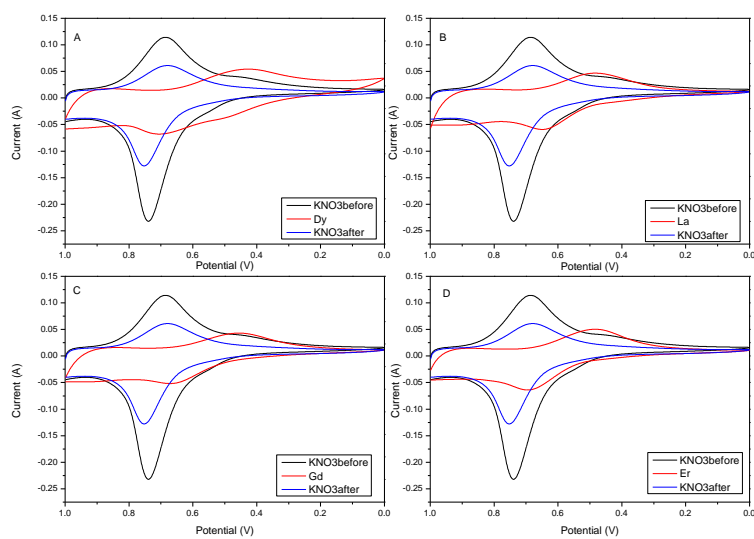 A
0.15
0.10
0.05
0.00
-0.05
-0.10
-0.15
-0.20
-0.25
Current (A)
KNO3before
Dy
KNO3after
1.0
0.8
0.6
0.4
0.2
0.0
Potential (V)
B
0.15
0.10
0.05
0.00
-0.05
-0.10
-0.15
-0.20
-0.25
Current (A)
KNO3before
La
KNO3after
1.0
0.8
0.6
0.4
0.2
0.0
Potential (V)
C
0.15
0.10
0.05
0.00
-0.05
-0.10
-0.15
-0.20
-0.25
Current (A)
KNO3before
Gd
KNO3after
1.0
0.8
0.6
0.4
0.2
0.0
Potential (V)
D
0.15
0.10
0.05
0.00
-0.05
-0.10
-0.15
-0.20
-0.25
Current (A)
KNO3before
Er
KNO3after
1.0
0.8
0.6
0.4
0.2
0.0
Potential (V)